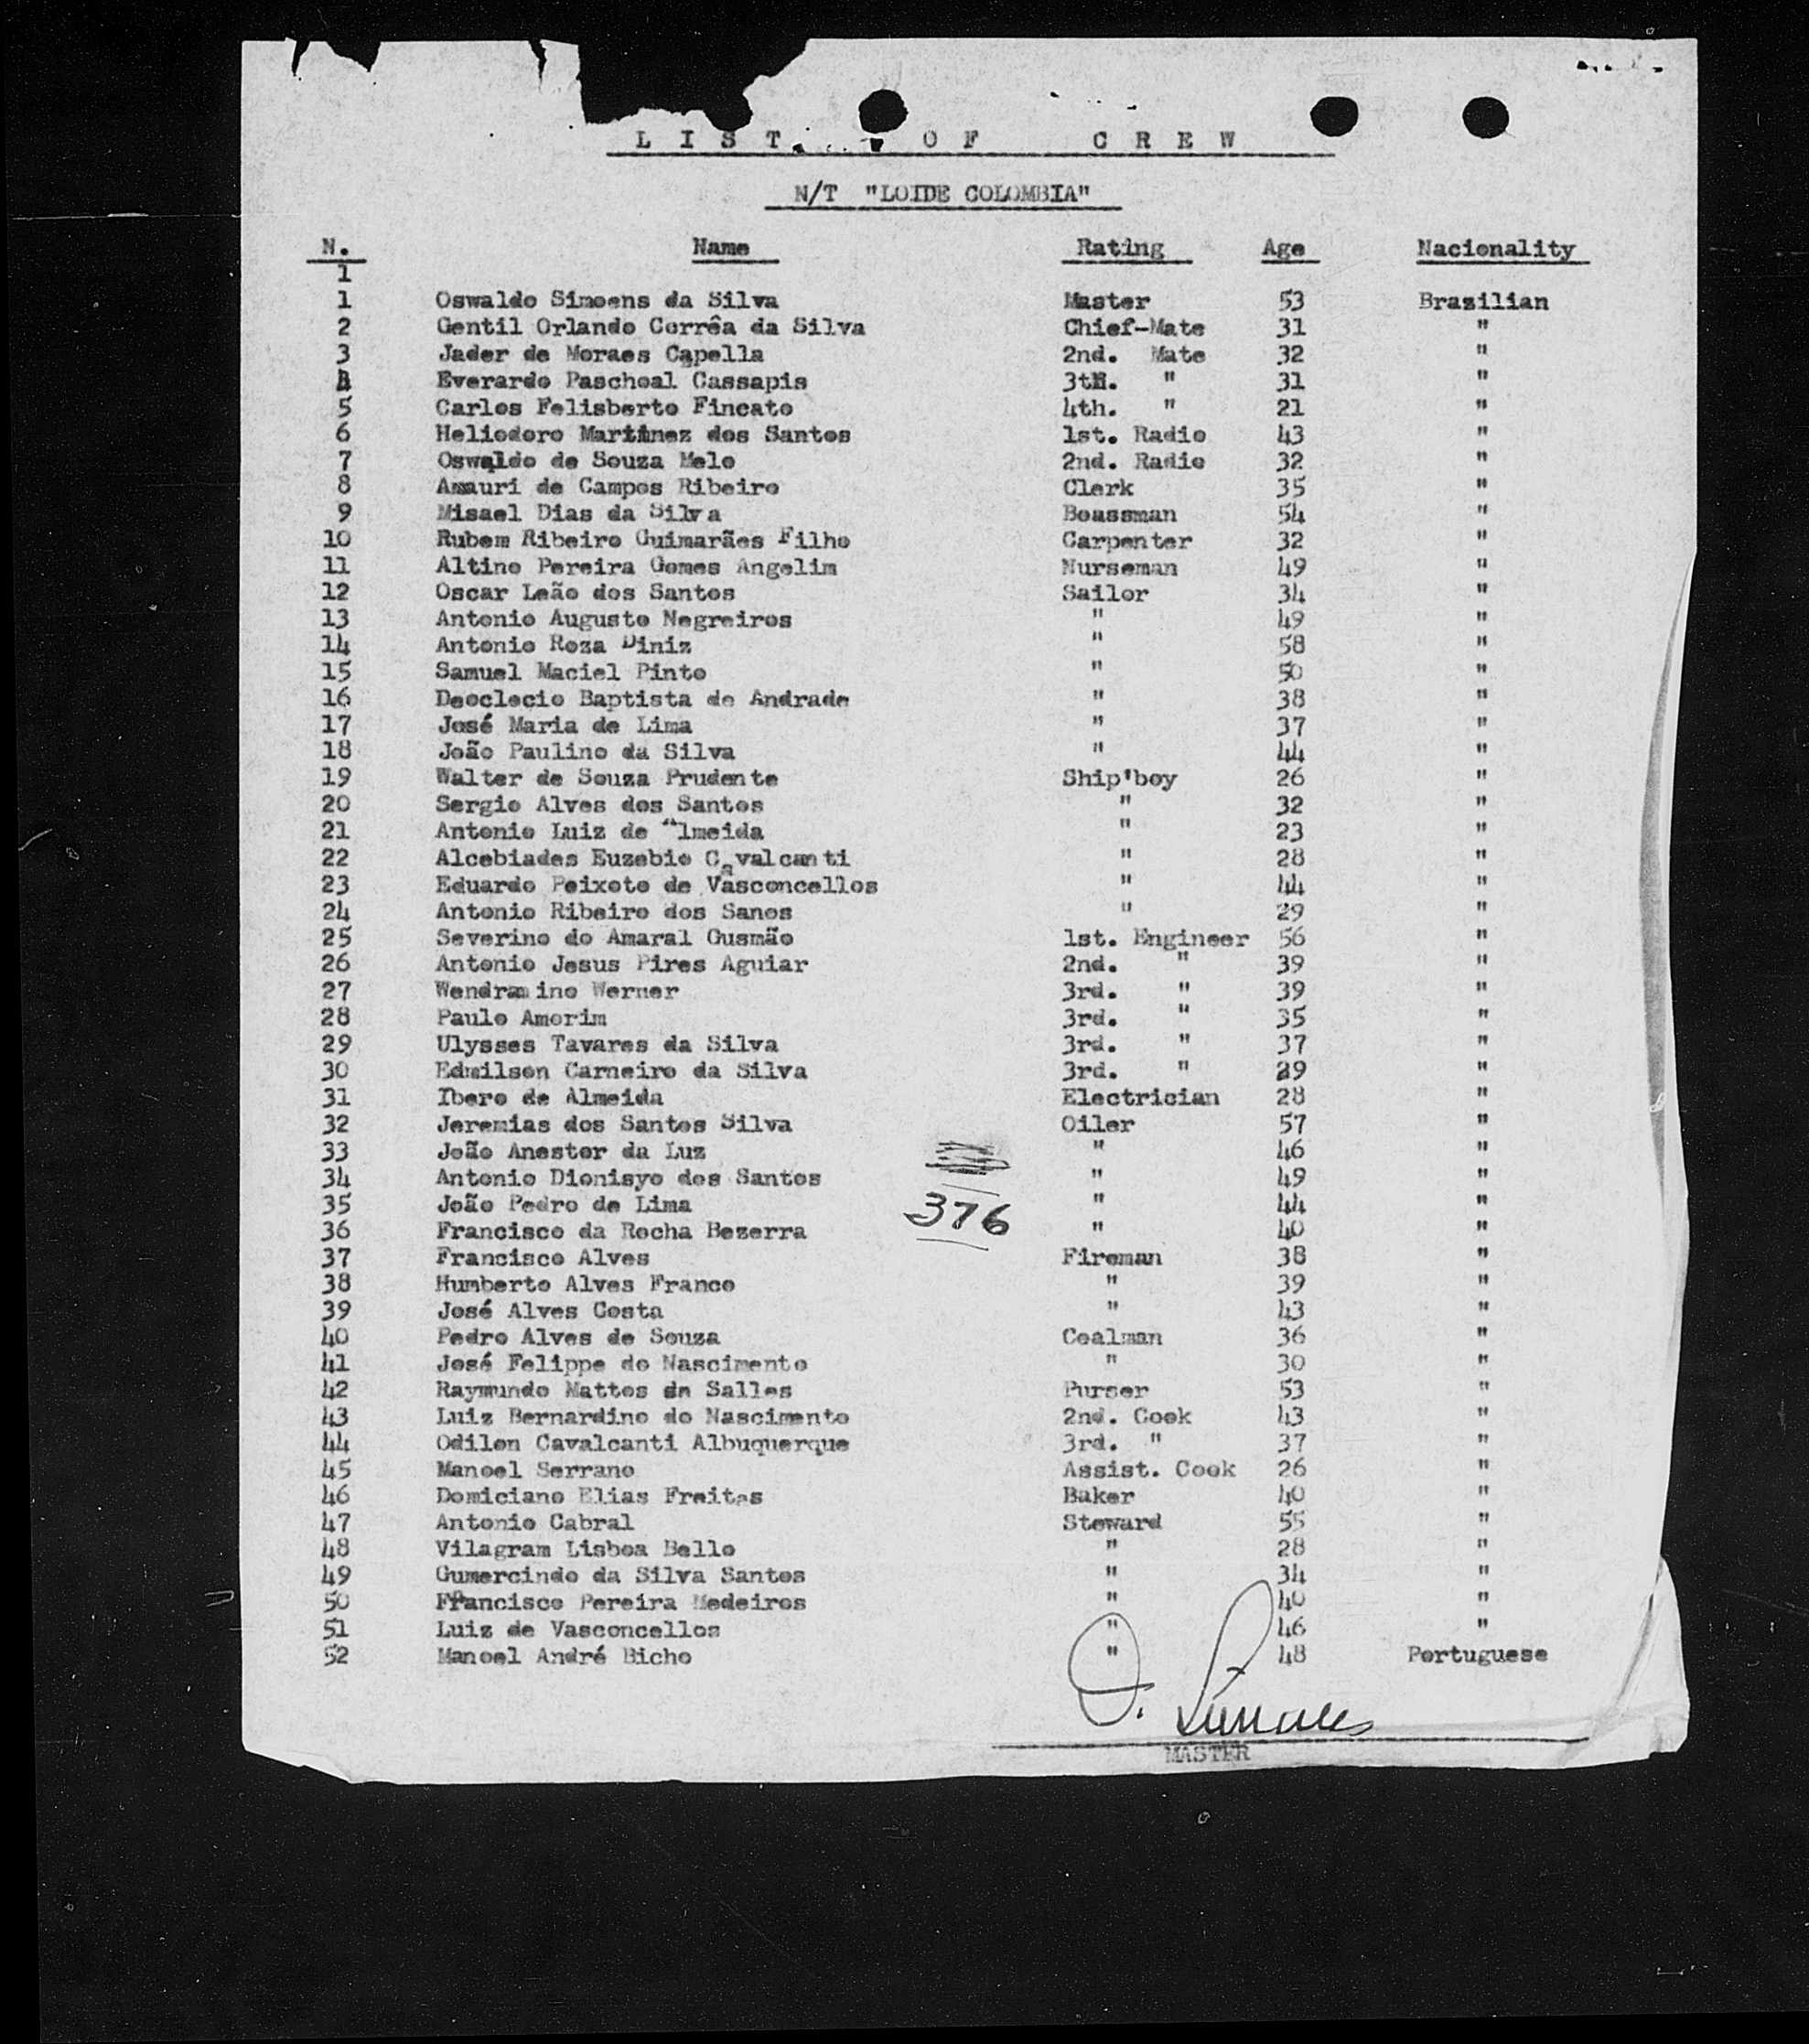 LIST OF CREW
N/T "LOIDE COLOMBIA"
N. Name Rating Age Nacionality
1
1 Oswaldo Simoens da Silva Master 53 Brazilian
2 Gentil Orlando Corrêa da Silva Chief-Mate 31 "
3 Jader de Moraes Capella 2nd. Mate 32 "
4 Everardo Paschoal Cassapis 3th. " 31 "
5 Carlos Felisberto Fincato 4th. " 21 "
6 Heliodoro Martinez dos Santos 1st. Radio 43 "
7 Oswaldo de Souza Melo 2nd. Radio 32 "
8 Amauri de Campos Ribeiro Clerk 35 "
9 Misael Dias da Silva Boassman 54 "
10 Rubem Ribeiro Guimarães Filho Carpenter 32 "
11 Altino Pereira Gomes Angelim Nurseman 49 "
12 Oscar Leão dos Santos Sailor 34 "
13 Antonio Augusto Negreiros " 49 "
14 Antonio Roza Diniz " 58 "
15 Samuel Maciel Pinto " 50 "
16 Deoclecio Baptista de Andrade " 38 "
17 José Maria de Lima " 37 "
18 João Paulino da Silva " 44 "
19 Walter de Souza Prudente Ship'boy 26 "
20 Sergio Alves dos Santos " 32 "
21 Antonio Luiz de Almeida " 23 "
22 Alcebiades Euzebio Cavalcanti " 28 "
23 Eduardo Peixoto de Vasconcellos " 44 "
24 Antonio Ribeiro dos Sanos " 29 "
25 Severino do Amaral Gusmão 1st. Engineer 56 "
26 Antonio Jesus Pires Aguiar 2nd. " 39 "
27 Wendramino Werner 3rd. " 39 "
28 Paulo Amorim 3rd. " 35 "
29 Ulysses Tavares da Silva 3rd. " 37 "
30 Edmilson Carneiro da Silva 3rd. " 29 "
31 Ibero de Almeida Electrician 28 "
32 Jeremias dos Santos Silva Oiler 57 "
33 João Anestor da Luz " 46 "
34 Antonio Dionisyo dos Santos " 49 "
35 João Pedro de Lima " 44 "
376
36 Francisco da Rocha Bezerra " 40 "
37 Francisco Alves Fireman 38 "
38 Humberto Alves Franco " 39 "
39 José Alves Costa " 43 "
40 Pedro Alves de Souza Coalman 36 "
41 José Felippe do Nascimento " 30 "
42 Raymundo Mattos de Salles Purser 53 "
43 Luiz Bernardino do Nascimento 2nd. Cook 43 "
44 Odilon Cavalcanti Albuquerque 3rd. " 37 "
45 Manoel Serrano Assist. Cook 26 "
46 Domiciano Elias Freitas Baker 40 "
47 Antonio Cabral Steward 55 "
48 Vilagram Lisboa Bello " 28 "
49 Gumercindo da Silva Santos " 34 "
50 Francisco Pereira Medeiros " 40 "
51 Luiz de Vasconcellos " 46 "
52 Manoel André Bicho " 48 Portuguese
MASTER